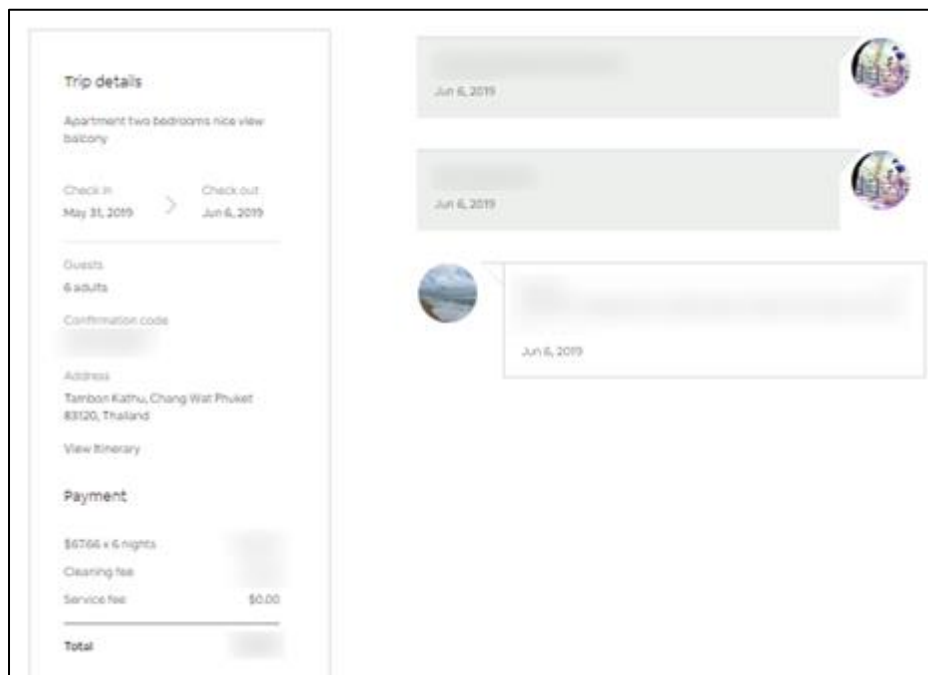 Trip details
Apartment two bedrooms nice view
balcony
Check in
Check out
May 31, 2019
Jun 6, 2019
Guests
6 adults
Confirmation code
Address
Tambon Kathu, Chang Wat Phuket
83120, Thailand
View Itinerary
Payment
$67.66 x 6 nights
Cleaning fee
Service fee
$0.00
Total
Jun 6, 2019
Jun 6, 2019
Jun 6, 2019